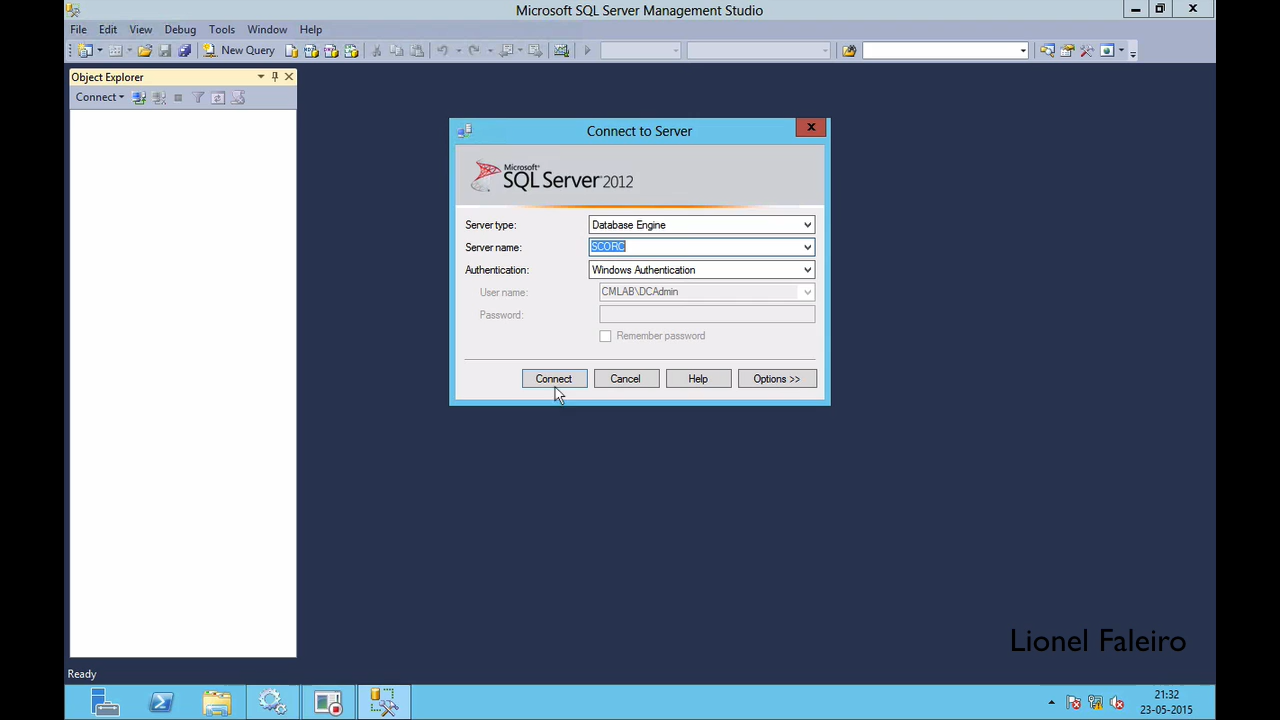 Microsoft SQL Server Management Studio
File Edit View Debug Tools Window Help
New Query
Object Explorer
Connect
Connect to Server
Microsoft®
SQL Server® 2012
Server type: Database Engine
Server name: SCORC
Authentication: Windows Authentication
User name: CMLAB\DCAdmin
Password:
Remember password
Connect Cancel Help Options >>
Lionel Faleiro
Ready
21:32
23-05-2015